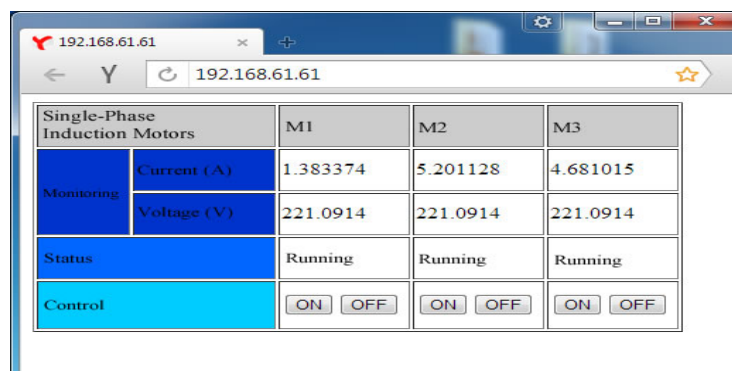 192.168.61.61
192.168.61.61
Single-Phase
Induction Motors
M1
M2
M3
Monitoring
Current (A)
1.383374
5.201128
4.681015
Voltage (V)
221.0914
221.0914
221.0914
Status
Running
Running
Running
Control
ON OFF
ON OFF
ON OFF